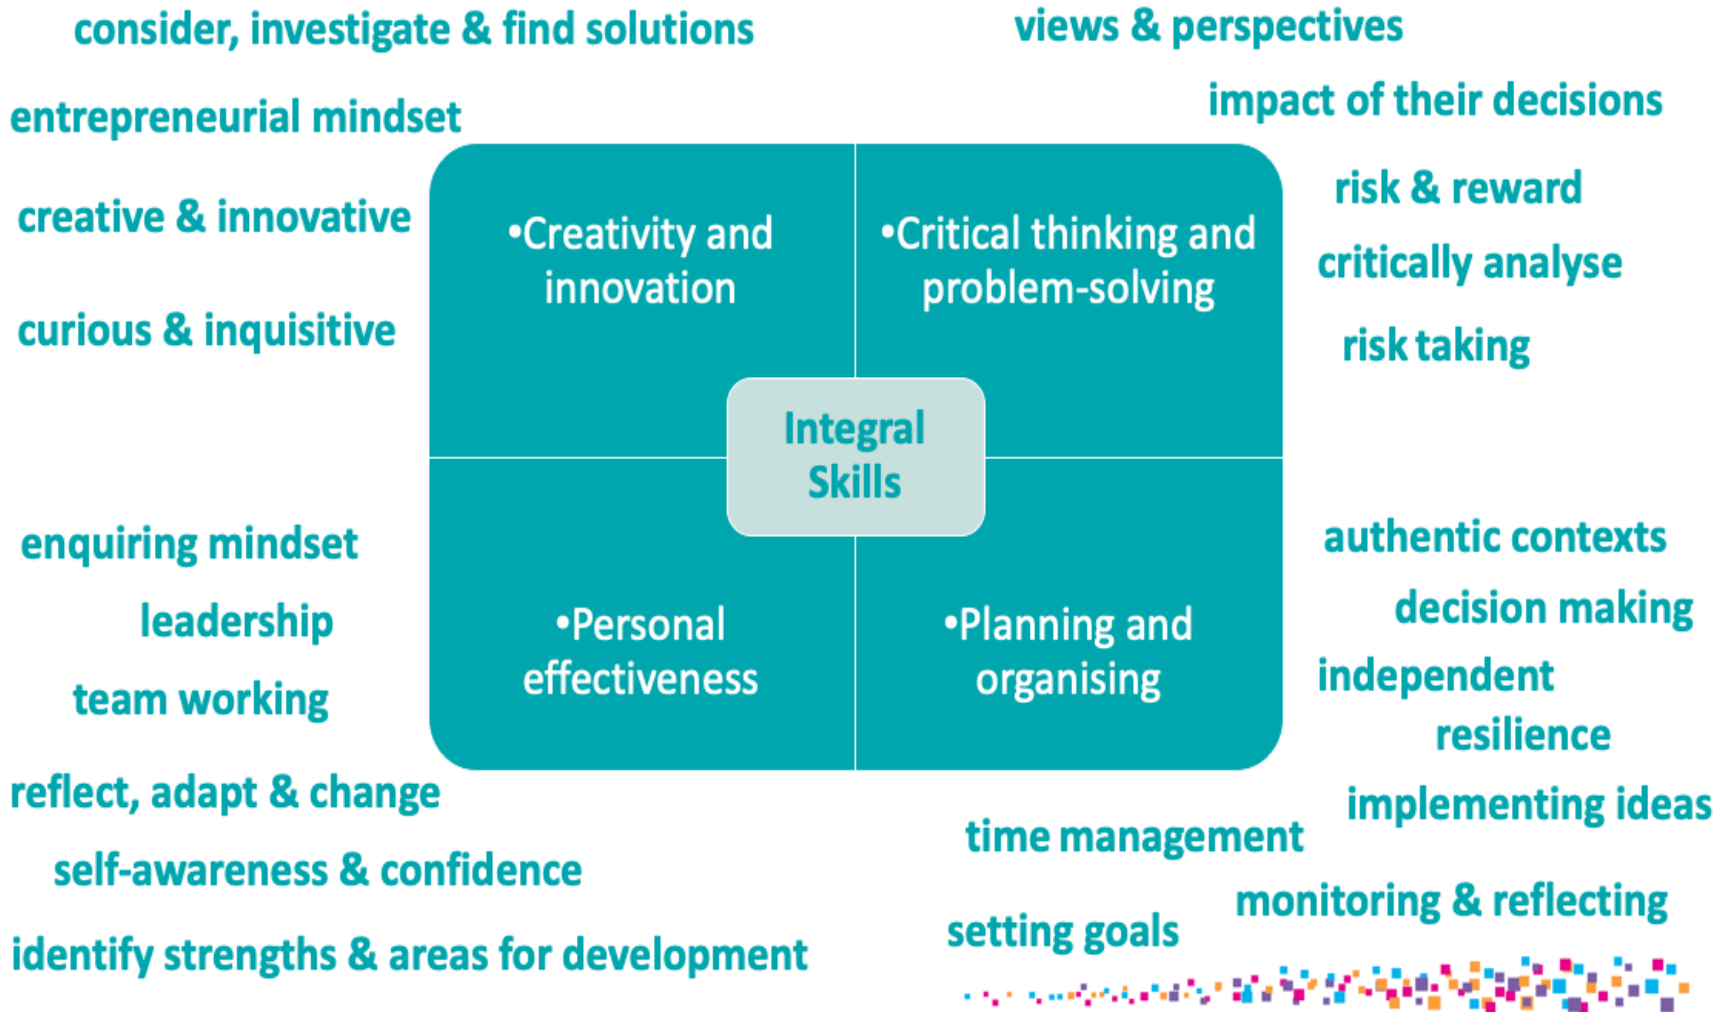 consider, investigate & find solutions
views & perspectives
entrepreneurial mindset
impact of their decisions
creative & innovative
risk & reward
curious & inquisitive
critically analyse
risk taking
•Creativity and
innovation
•Critical thinking and
problem-solving
Integral
Skills
•Personal
effectiveness
•Planning and
organising
enquiring mindset
leadership
team working
reflect, adapt & change
self-awareness & confidence
identify strengths & areas for development
authentic contexts
decision making
independent
resilience
implementing ideas
time management
monitoring & reflecting
setting goals